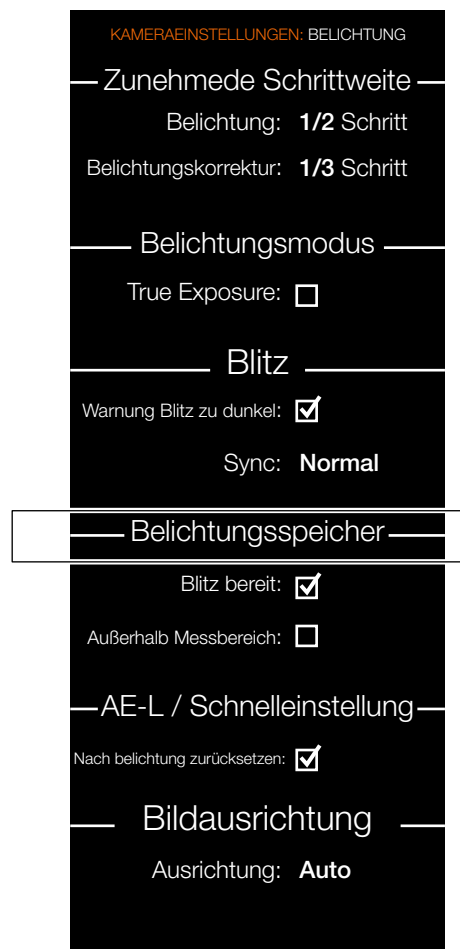 KAMERAEINSTELLUNGEN: BELICHTUNG
Zunehmede Schrittweite
Belichtung: 1/2 Schritt
Belichtungskorrektur: 1/3 Schritt
Belichtungsmodus
True Exposure:
Blitz
Warnung Blitz zu dunkel:
Sync: Normal
Belichtungsspeicher
Blitz bereit:
Außerhalb Messbereich:
AE-L / Schnelleinstellung
Nach belichtung zurücksetzen:
Bildausrichtung
Ausrichtung: Auto